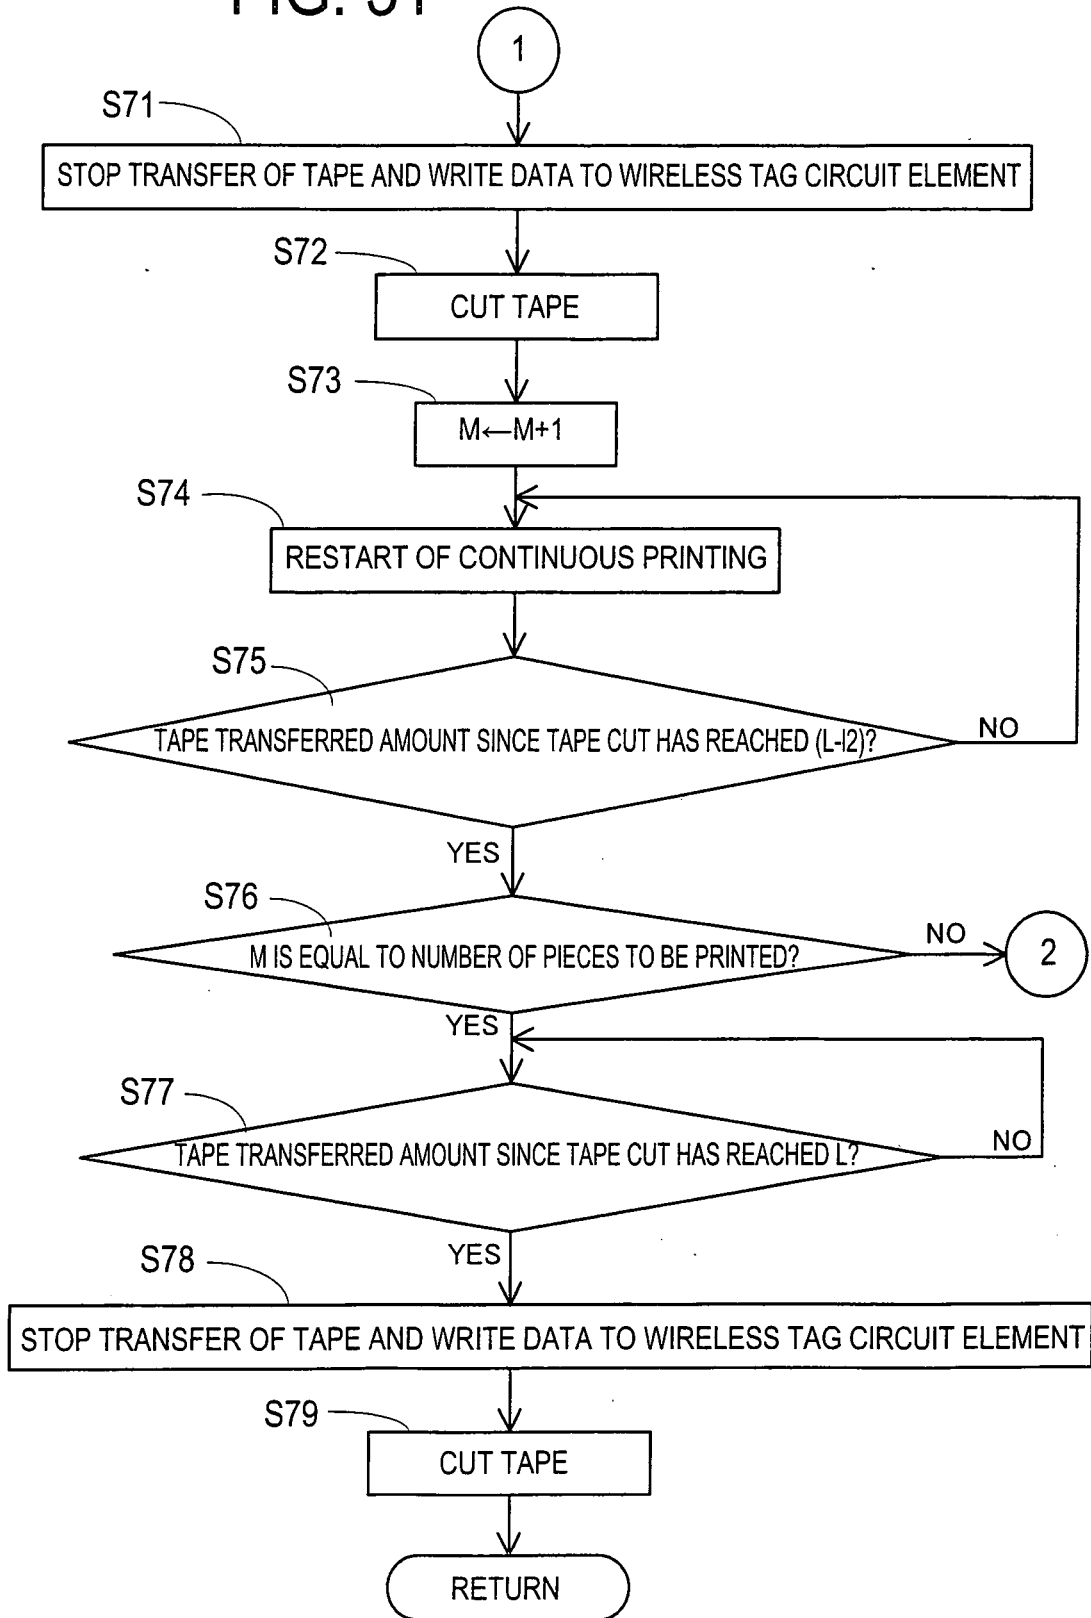 FIG. 51
1
S71
STOP TRANSFER OF TAPE AND WRITE DATA TO WIRELESS TAG CIRCUIT ELEMENT
S72
CUT TAPE
S73
M←M+1
S74
RESTART OF CONTINUOUS PRINTING
S75
TAPE TRANSFERRED AMOUNT SINCE TAPE CUT HAS REACHED (L-l2)?
NO
YES
S76
M IS EQUAL TO NUMBER OF PIECES TO BE PRINTED?
NO
2
YES
S77
TAPE TRANSFERRED AMOUNT SINCE TAPE CUT HAS REACHED L?
NO
YES
S78
STOP TRANSFER OF TAPE AND WRITE DATA TO WIRELESS TAG CIRCUIT ELEMENT
S79
CUT TAPE
RETURN